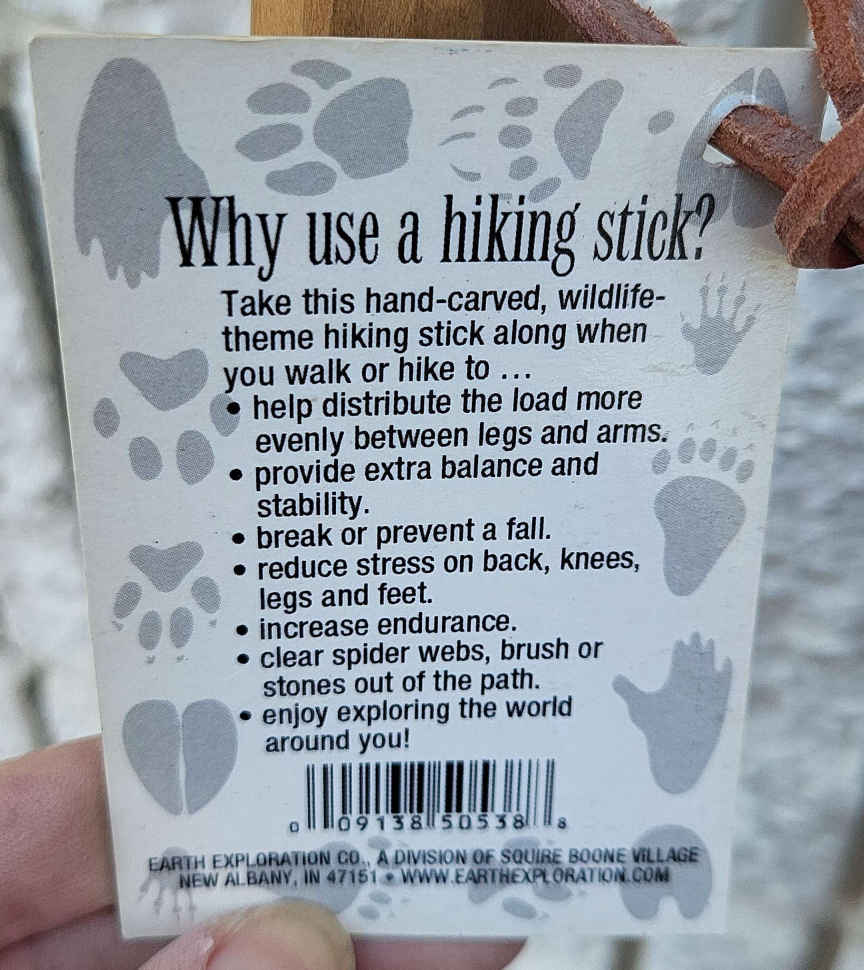 Why use a hiking stick?
Take this hand-carved, wildlife-
theme hiking stick along when
you walk or hike to ...
• help distribute the load more
evenly between legs and arms.
• provide extra balance and
stability.
• break or prevent a fall.
• reduce stress on back, knees,
legs and feet.
• increase endurance.
• clear spider webs, brush or
stones out of the path.
• enjoy exploring the world
around you!
0 09138 50538 8
EARTH EXPLORATION CO., A DIVISION OF SQUIRE BOONE VILLAGE
NEW ALBANY, IN 47151 • WWW.EARTHEXPLORATION.COM